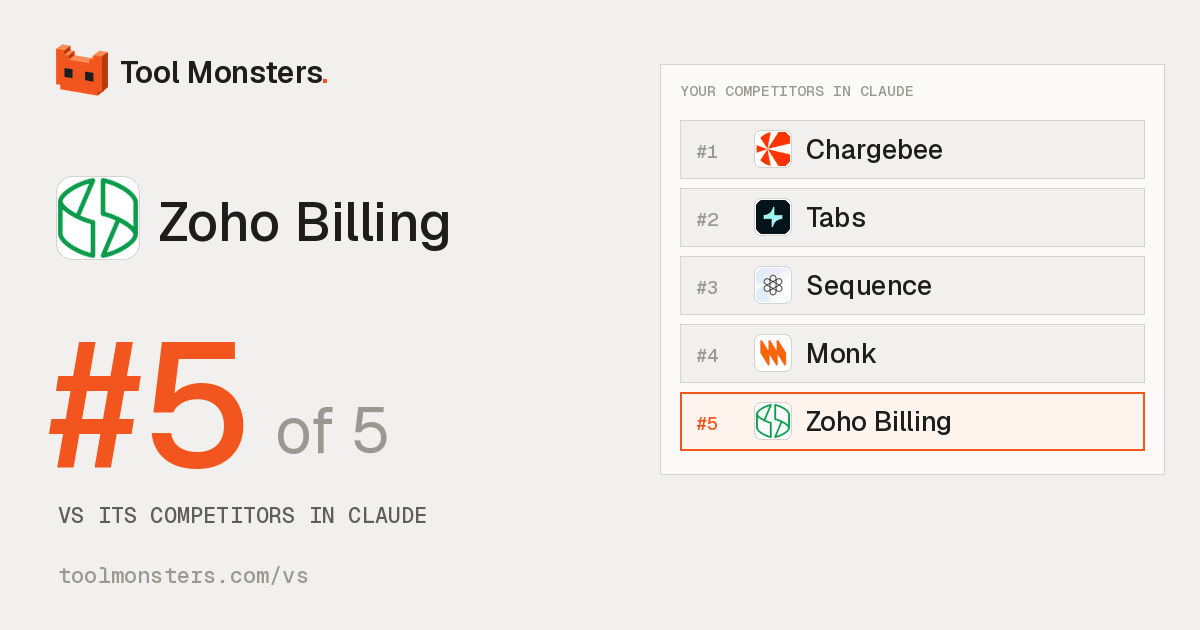 Tool Monsters.
Zoho Billing
#5 of 5
VS ITS COMPETITORS IN CLAUDE
toolmonsters.com/vs
YOUR COMPETITORS IN CLAUDE
#1 Chargebee
#2 Tabs
#3 Sequence
#4 Monk
#5 Zoho Billing